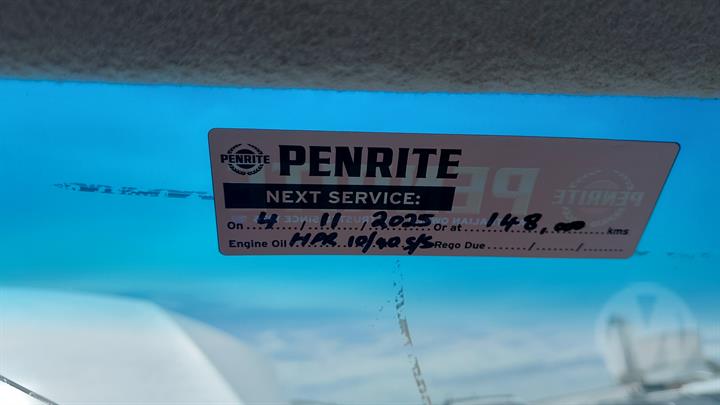 PENRITE PENRITE
NEXT SERVICE:
On 4 / 11 / 2025 Or at 148,000 kms
Engine Oil HPR 10/40 S/S Rego Due ....../....../......